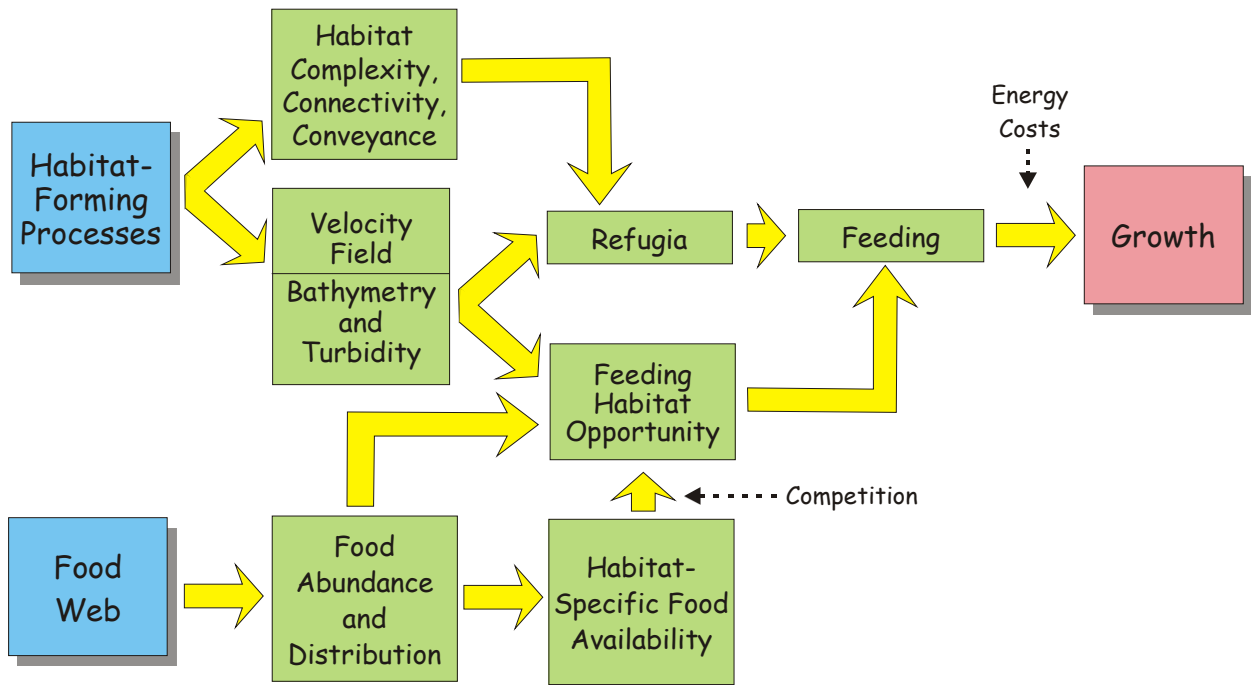 Habitat
Complexity,
Connectivity,
Conveyance
Energy
Costs
Habitat-
Forming
Processes
Velocity
Field
Bathymetry
and
Turbidity
Refugia
Feeding
Growth
Feeding
Habitat
Opportunity
Competition
Food
Web
Food
Abundance
and
Distribution
Habitat-
Specific Food
Availability